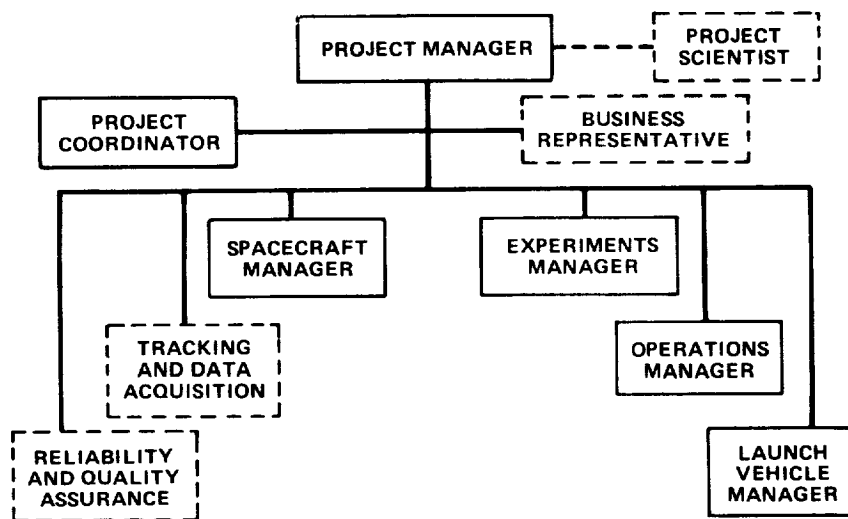 PROJECT MANAGER
PROJECT
SCIENTIST
PROJECT
COORDINATOR
BUSINESS
REPRESENTATIVE
SPACECRAFT
MANAGER
EXPERIMENTS
MANAGER
TRACKING
AND DATA
ACQUISITION
OPERATIONS
MANAGER
RELIABILITY
AND QUALITY
ASSURANCE
LAUNCH
VEHICLE
MANAGER